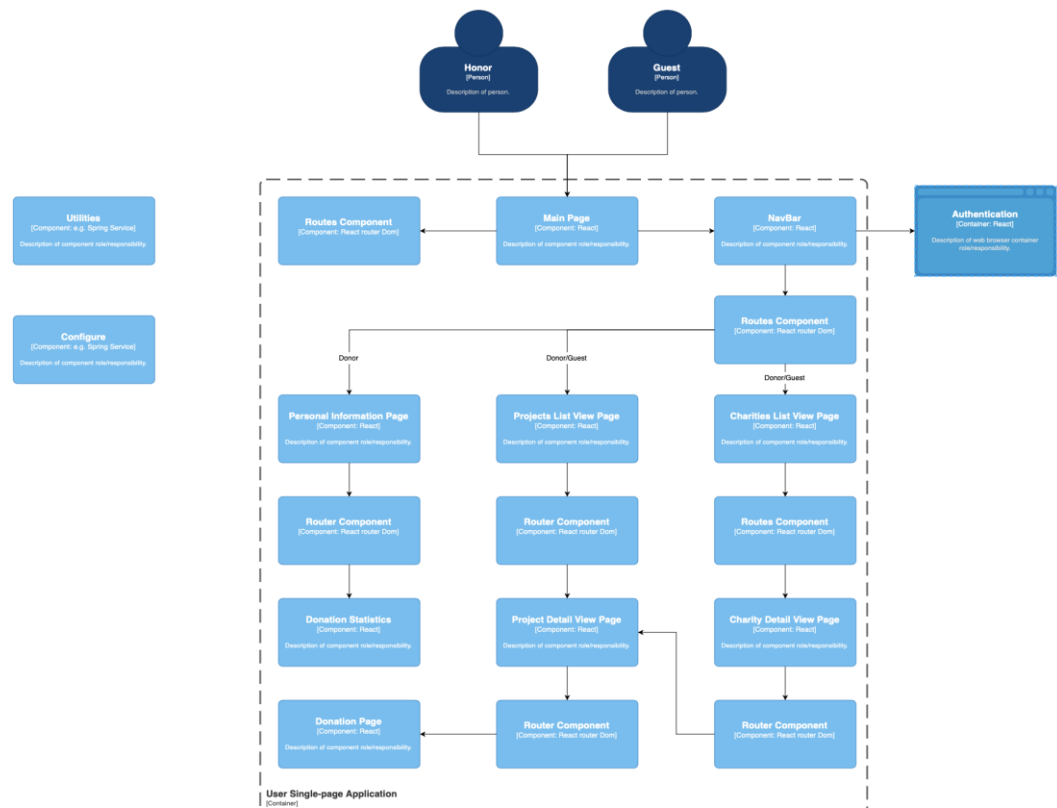 Honor
[Person]
Description of person.
Guest
[Person]
Description of person.
Utilities
[Component: e.g. Spring Service]
Description of component role/responsibility.
Routes Component
[Component: React router Dom]
Main Page
[Component: React]
Description of component role/responsibility.
NavBar
[Component: React]
Description of component role/responsibility.
Authentication
[Container: React]
Description of web browser container
role/responsibility.
Configure
[Component: e.g. Spring Service]
Description of component role/responsibility.
Routes Component
[Component: React router Dom]
Donor
Donor/Guest
Donor/Guest
Personal Information Page
[Component: React]
Description of component role/responsibility.
Projects List View Page
[Component: React]
Description of component role/responsibility.
Charities List View Page
[Component: React]
Description of component role/responsibility.
Router Component
[Component: React router Dom]
Router Component
[Component: React router Dom]
Routes Component
[Component: React router Dom]
Donation Statistics
[Component: React]
Description of component role/responsibility.
Project Detail View Page
[Component: React]
Description of component role/responsibility.
Charity Detail View Page
[Component: React]
Description of component role/responsibility.
Donation Page
[Component: React]
Description of component role/responsibility.
Router Component
[Component: React router Dom]
Router Component
[Component: React router Dom]
User Single-page Application
[Container]